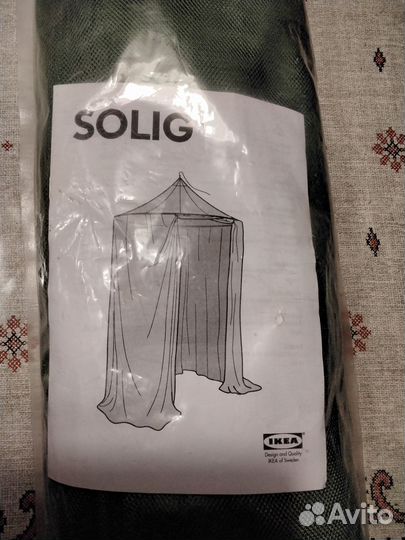 SOLIG
IKEA
Design and Quality
IKEA of Sweden
Avito